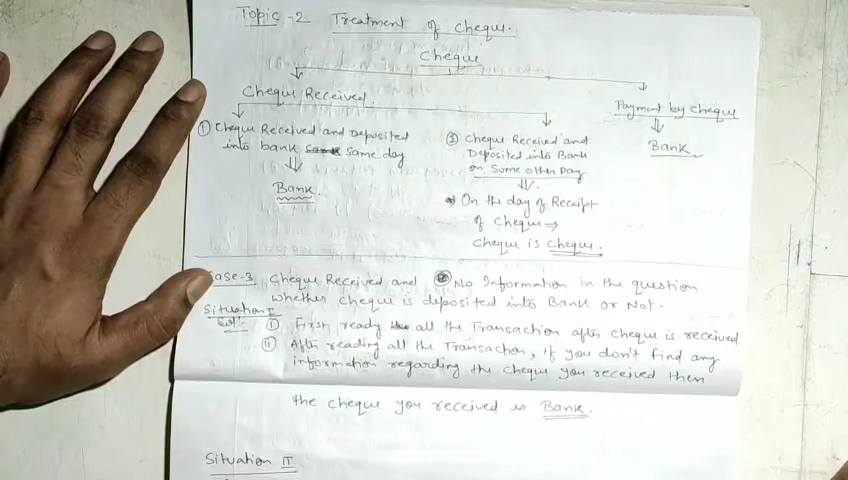 Topic -2 Treatment of cheque.
Cheque
Cheque Received.
Payment by cheque
Bank
① Cheque Received and Deposited
into bank same day
Bank.
② Cheque Received and
Deposited into Bank
on some other Day
On the day of Receipt
of cheque →
Cheque is cheque.
Case-3 Cheque Received and No Information in the question
whether cheque is deposited into Bank or Not.
Situation I
① First ready all the Transaction after cheque is received
② After reading all the Transaction, if you don't find any
information regarding the cheque you received then
the cheque you received is Bank.
Situation II